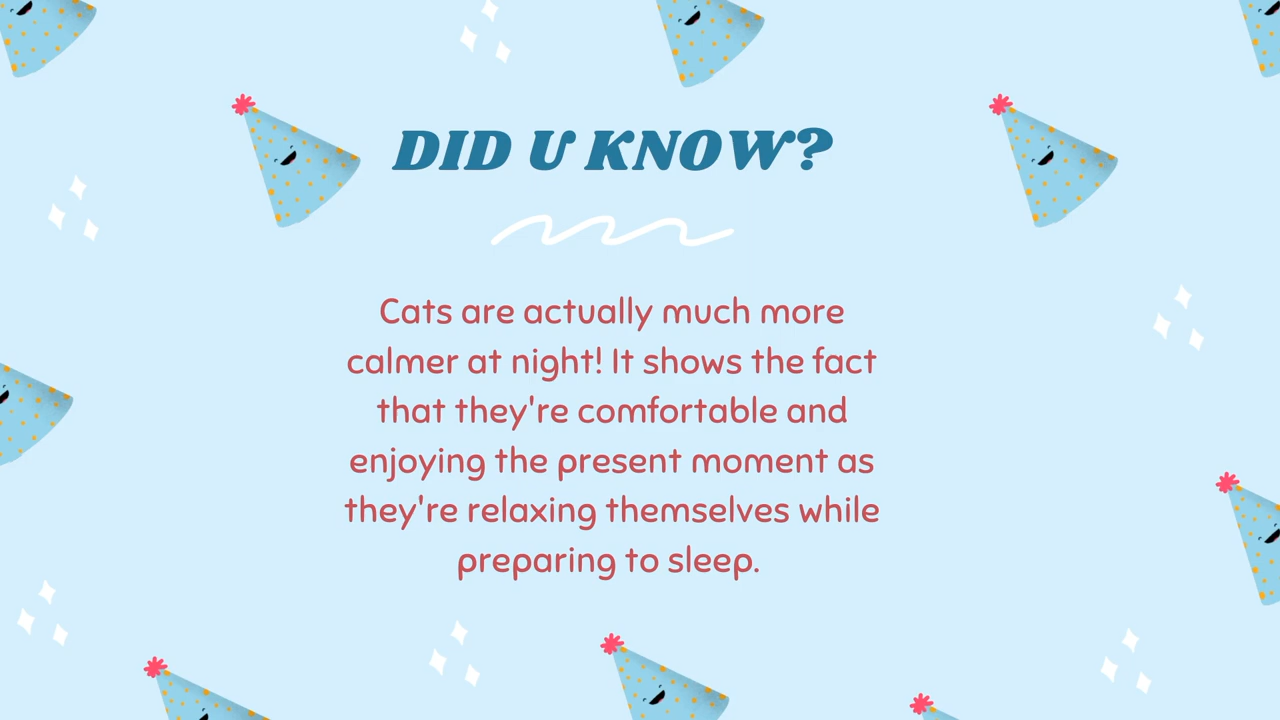 DID U KNOW?
Cats are actually much more
calmer at night! It shows the fact
that they're comfortable and
enjoying the present moment as
they're relaxing themselves while
preparing to sleep.